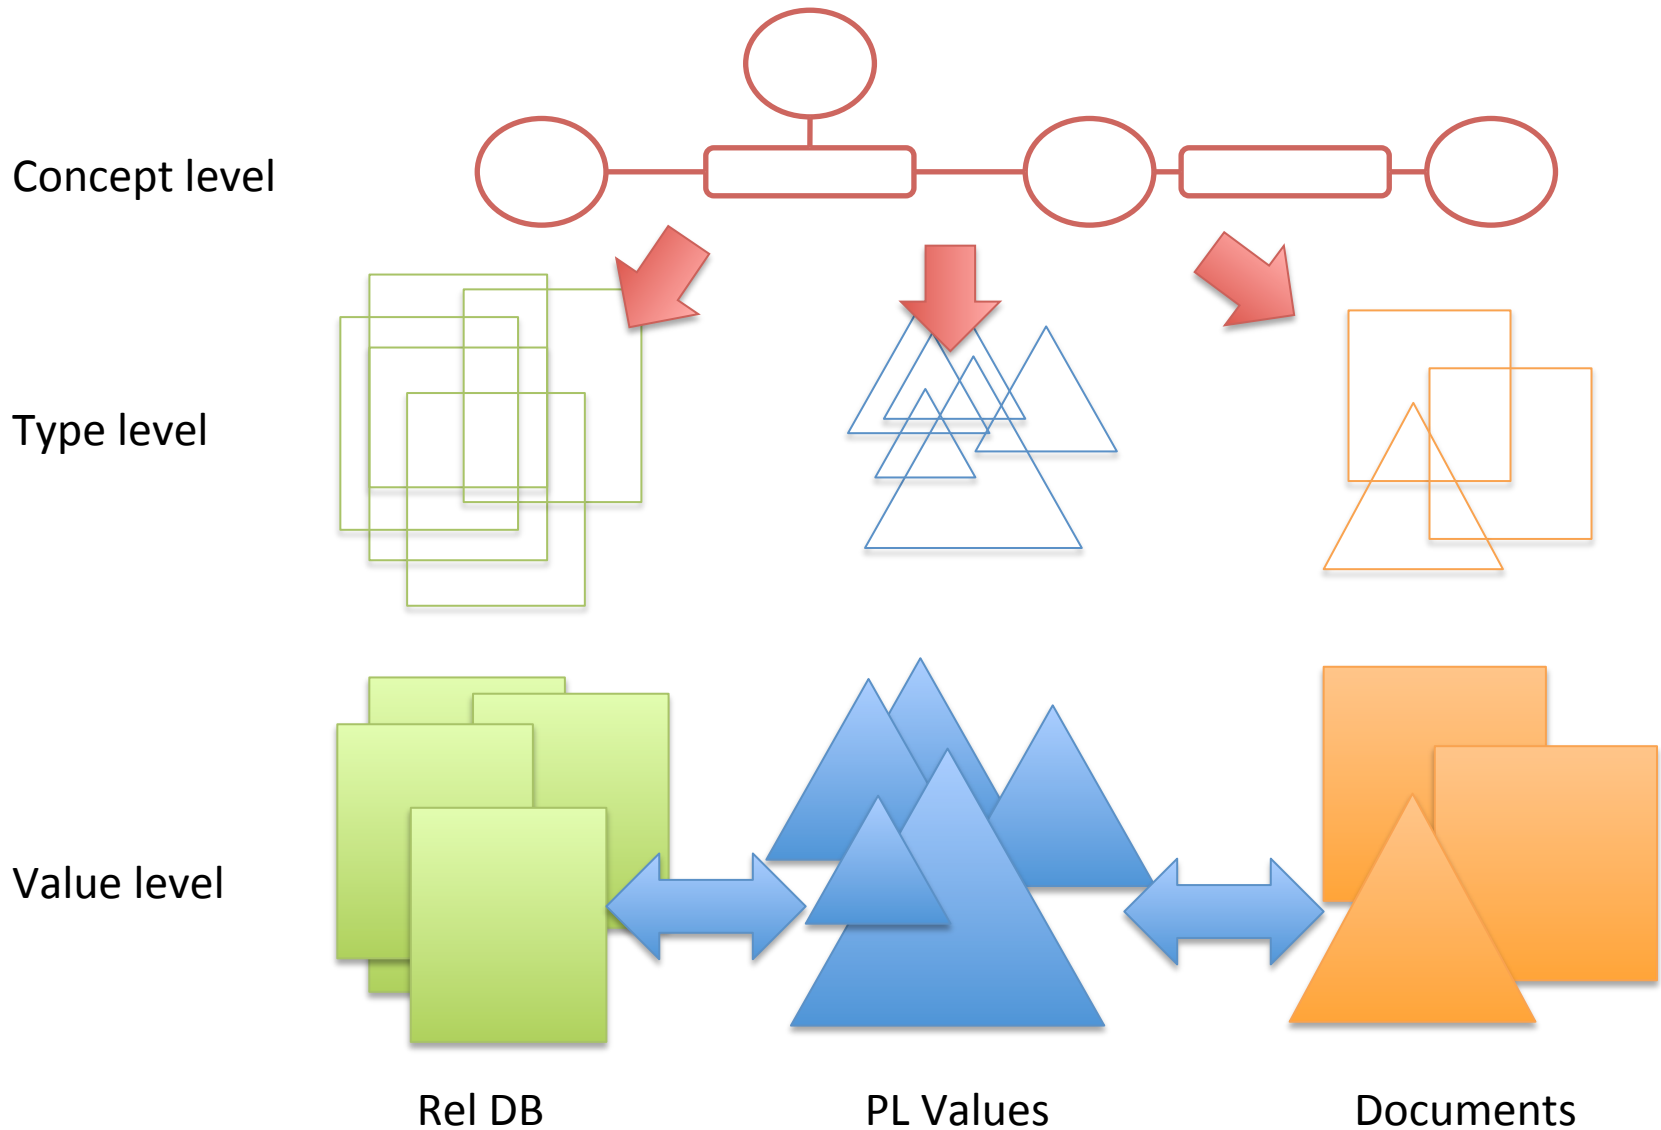 Concept level
Type level
Value level
Rel DB
PL Values
Documents